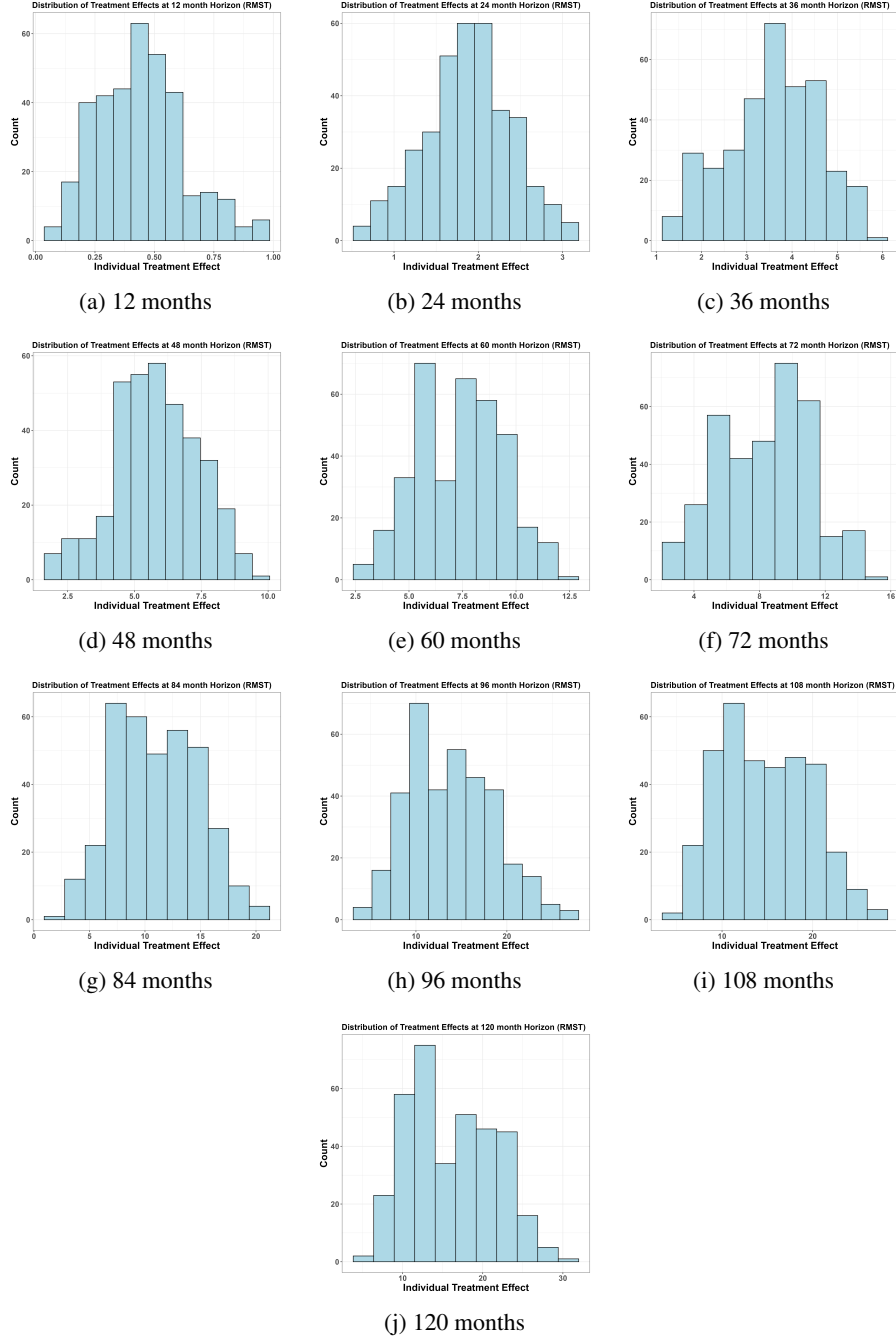 Distribution of Treatment Effects at 12 month Horizon (RMST)
Count
60
40
20
0
0.00 0.25 0.50 0.75 1.00
Individual Treatment Effect
(a) 12 months
Distribution of Treatment Effects at 24 month Horizon (RMST)
Count
60
40
20
0
1 2 3
Individual Treatment Effect
(b) 24 months
Distribution of Treatment Effects at 36 month Horizon (RMST)
Count
60
40
20
0
1 2 3 4 5 6
Individual Treatment Effect
(c) 36 months
Distribution of Treatment Effects at 48 month Horizon (RMST)
Count
60
40
20
0
2.5 5.0 7.5 10.0
Individual Treatment Effect
(d) 48 months
Distribution of Treatment Effects at 60 month Horizon (RMST)
Count
60
40
20
0
2.5 5.0 7.5 10.0 12.5
Individual Treatment Effect
(e) 60 months
Distribution of Treatment Effects at 72 month Horizon (RMST)
Count
60
40
20
0
4 8 12 16
Individual Treatment Effect
(f) 72 months
Distribution of Treatment Effects at 84 month Horizon (RMST)
Count
60
40
20
0
0 5 10 15 20
Individual Treatment Effect
(g) 84 months
Distribution of Treatment Effects at 96 month Horizon (RMST)
Count
60
40
20
0
10 20
Individual Treatment Effect
(h) 96 months
Distribution of Treatment Effects at 108 month Horizon (RMST)
Count
60
40
20
0
10 20
Individual Treatment Effect
(i) 108 months
Distribution of Treatment Effects at 120 month Horizon (RMST)
Count
60
40
20
0
10 20 30
Individual Treatment Effect
(j) 120 months